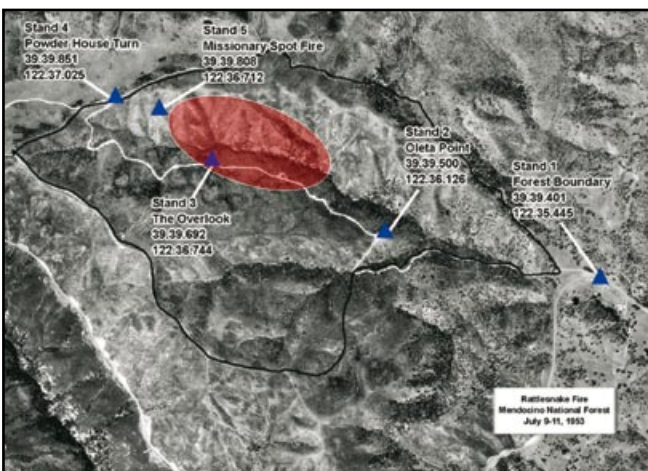 Stand 4
Powder House Turn
39.39.851
122.37.025
Stand 5
Missionary Spot Fire
39.39.808
122.36.712
Stand 2
Oleta Point
39.39.500
122.36.126
Stand 1
Forest Boundary
39.39.401
122.35.445
Stand 3
The Overlook
39.39.692
122.36.744
Rattlesnake Fire
Mendocino National Forest
July 9-11, 1953